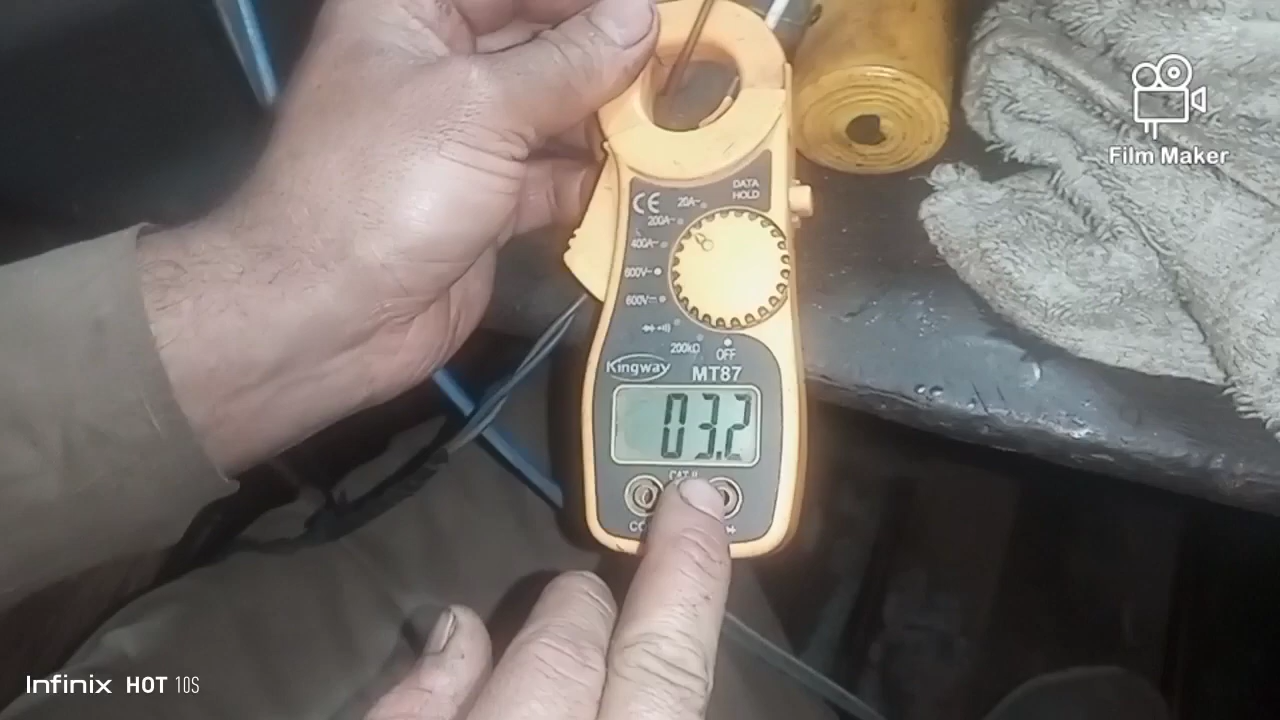 Film Maker
DATA
HOLD
CE
20A~
200A~
400A~
600V~
600V
200kΩ
OFF
Kingway
MT87
03.2
CAT II
Infinix HOT 10S